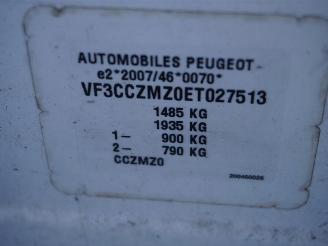 AUTOMOBILES PEUGEOT
e2*2007/46*0070*
VF3CCZMZ0ET027513
1485 KG
1935 KG
1- 900 KG
2- 790 KG
CCZMZ0